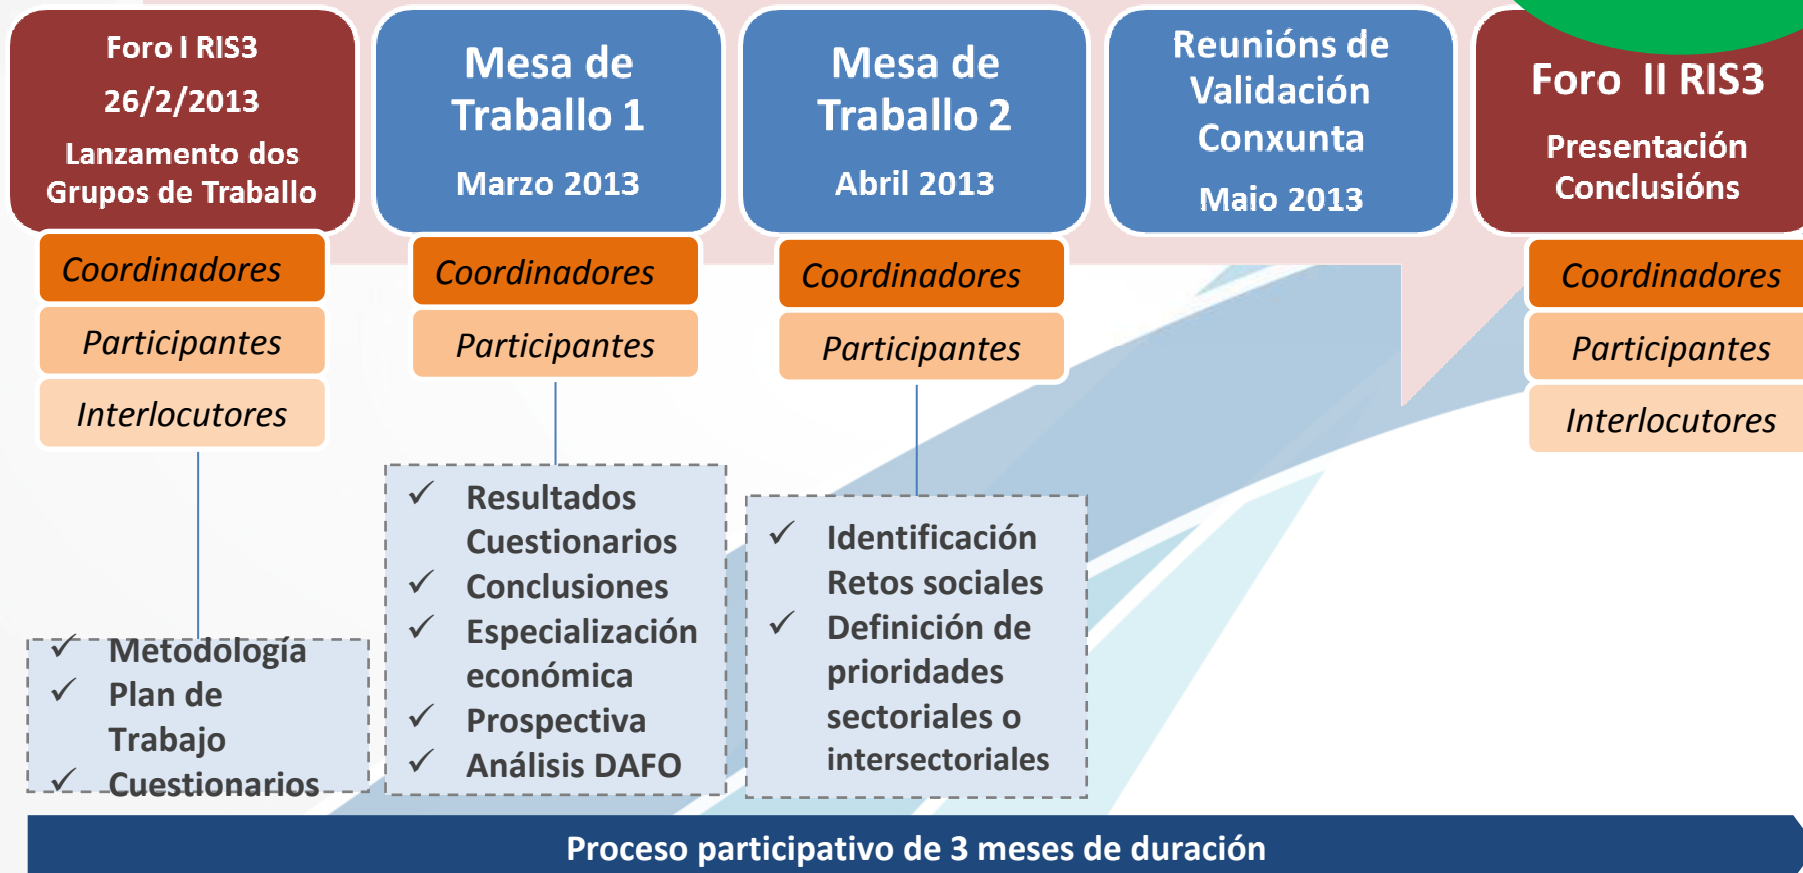 Foro I RIS3
26/2/2013
Lanzamento dos
Grupos de Traballo
Coordinadores
Participantes
Interlocutores
✓ Metodología
✓ Plan de
Trabajo
✓ Cuestionarios
Mesa de
Traballo 1
Marzo 2013
Coordinadores
Participantes
✓ Resultados
Cuestionarios
✓ Conclusiones
✓ Especialización
económica
✓ Prospectiva
✓ Análisis DAFO
Mesa de
Traballo 2
Abril 2013
Coordinadores
Participantes
✓ Identificación
Retos sociales
✓ Definición de
prioridades
sectoriales o
intersectoriales
Reunións de
Validación
Conxunta
Maio 2013
Foro II RIS3
Presentación
Conclusións
Coordinadores
Participantes
Interlocutores
Proceso participativo de 3 meses de duración